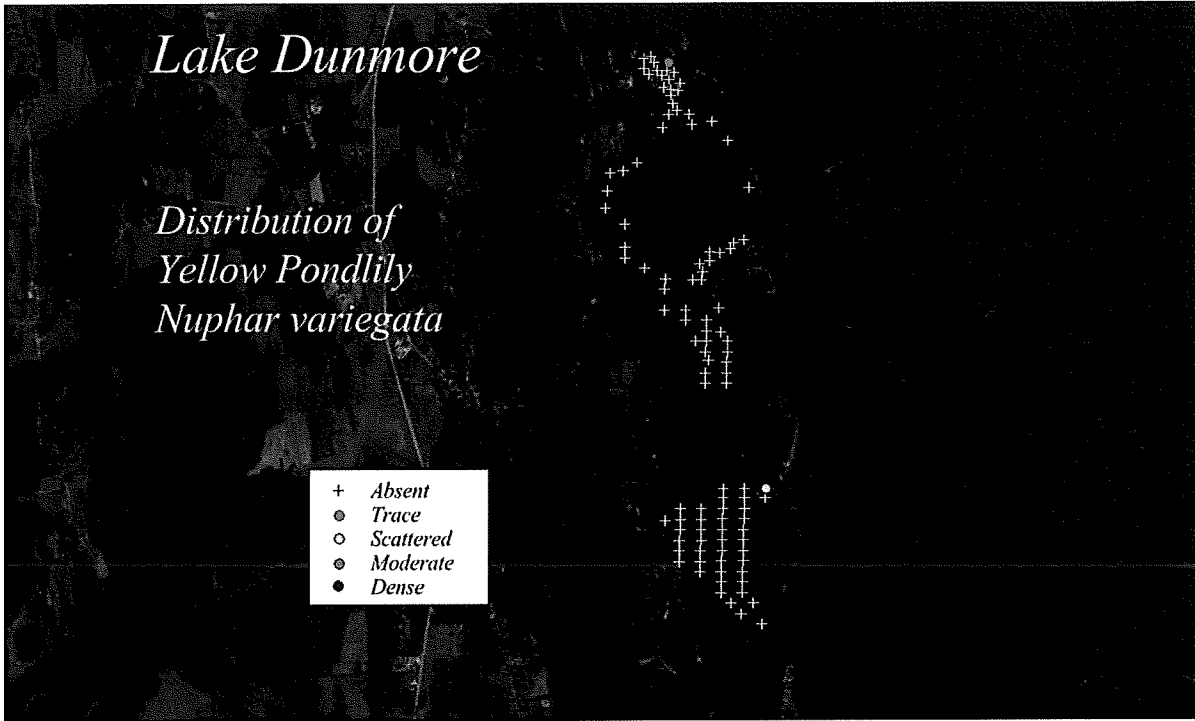 Lake Dunmore
Distribution of
Yellow Pondlily
Nuphar variegata
Absent
Trace
Scattered
Moderate
Dense